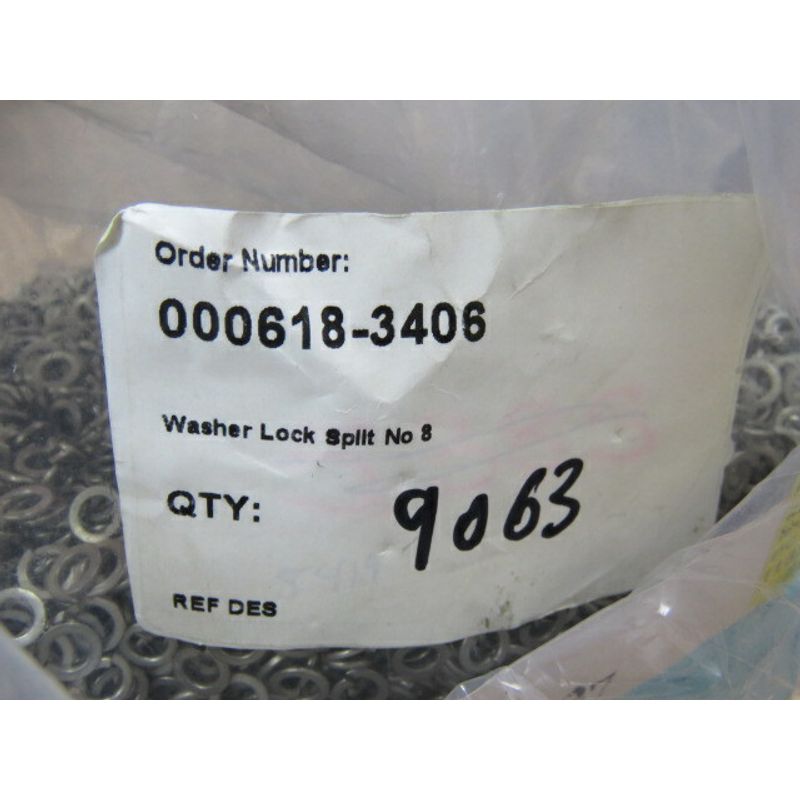 Order Number:
000618-3406
Washer Lock Split No 8
QTY: 9063
REF DES